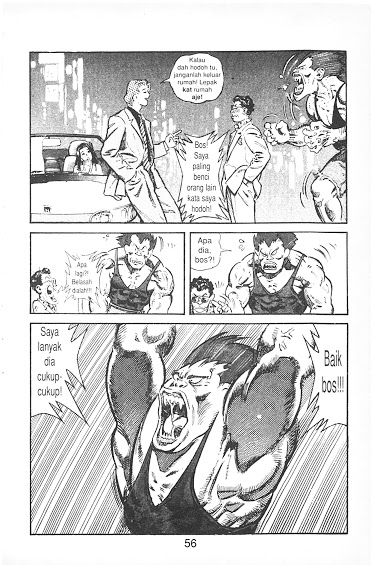 Kalau
dah hodoh tu,
janganlah keluar
rumah! Lepak
kat rumah
aje!
Bos!
Saya
paling
benci
orang lain
kata saya
hodoh!
Apa
lagi?!
Belasah
dialah!!!
Apa
dia,
bos?!
Saya
lanyak
dia
cukup-
cukup!
Baik
bos!!!
56